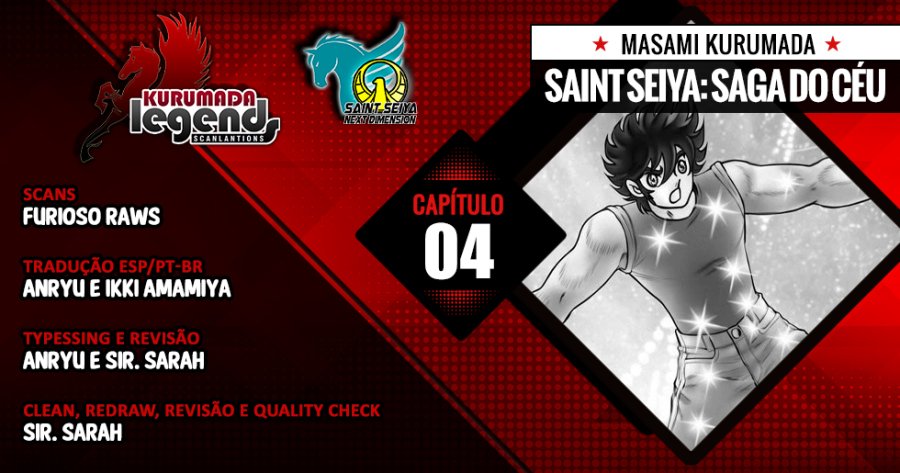 KURUMADA
legends
SCANLANTIONS
SAINT SEIYA
NEXT DIMENSION
★ MASAMI KURUMADA ★
SAINT SEIYA: SAGA DO CÉU
CAPÍTULO
04
SCANS
FURIOSO RAWS
TRADUÇÃO ESP/PT-BR
ANRYU E IKKI AMAMIYA
TYPESSING E REVISÃO
ANRYU E SIR. SARAH
CLEAN, REDRAW, REVISÃO E QUALITY CHECK
SIR. SARAH